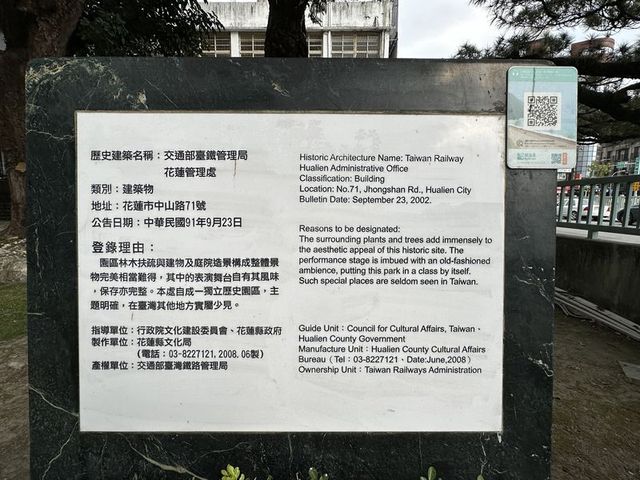 歷史建築名稱：交通部臺鐵管理局
花蓮管理處
類別：建築物
地址：花蓮市中山路71號
公告日期：中華民國91年9月23日
登錄理由：
園區林木扶疏與建物及庭院造景構成整體景
物完美相當難得，其中的表演舞台自有其風味
，保存亦完整。本處自成一獨立歷史園區，主
題明確，在臺灣其他地方實屬少見。
指導單位：行政院文化建設委員會、花蓮縣政府
製作單位：花蓮縣文化局
(電話：03-8227121, 2008. 06製)
產權單位：交通部臺灣鐵路管理局
Historic Architecture Name: Taiwan Railway
Hualien Administrative Office
Classification: Building
Location: No.71, Jhongshan Rd., Hualien City
Bulletin Date: September 23, 2002.
Reasons to be designated:
The surrounding plants and trees add immensely to
the aesthetic appeal of this historic site. The
performance stage is imbued with an old-fashioned
ambience, putting this park in a class by itself.
Such special places are seldom seen in Taiwan.
Guide Unit：Council for Cultural Affairs, Taiwan、
Hualien County Government
Manufacture Unit：Hualien County Cultural Affairs
Bureau（Tel：03-8227121・Date:June,2008）
Ownership Unit：Taiwan Railways Administration